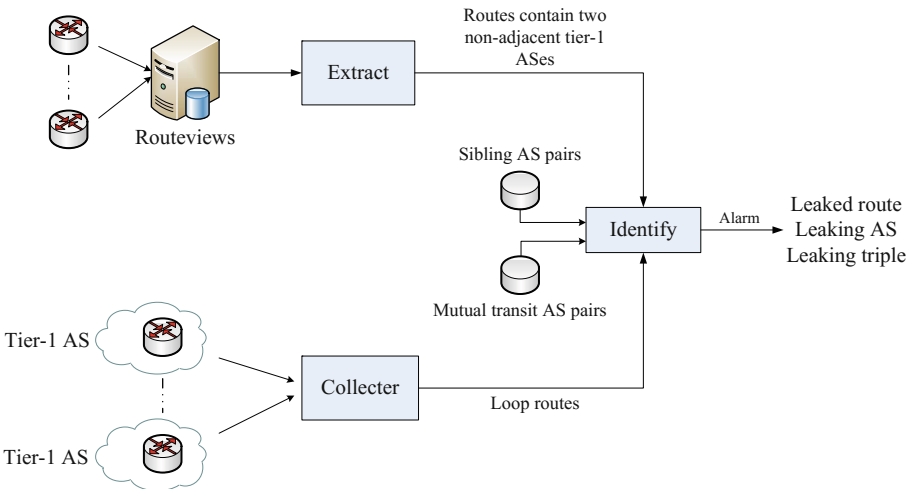 Routes contain two
non-adjacent tier-1
ASes
Extract
Routeviews
Sibling AS pairs
Identify
Alarm
Leaked route
Leaking AS
Leaking triple
Mutual transit AS pairs
Tier-1 AS
Collecter
Loop routes
Tier-1 AS